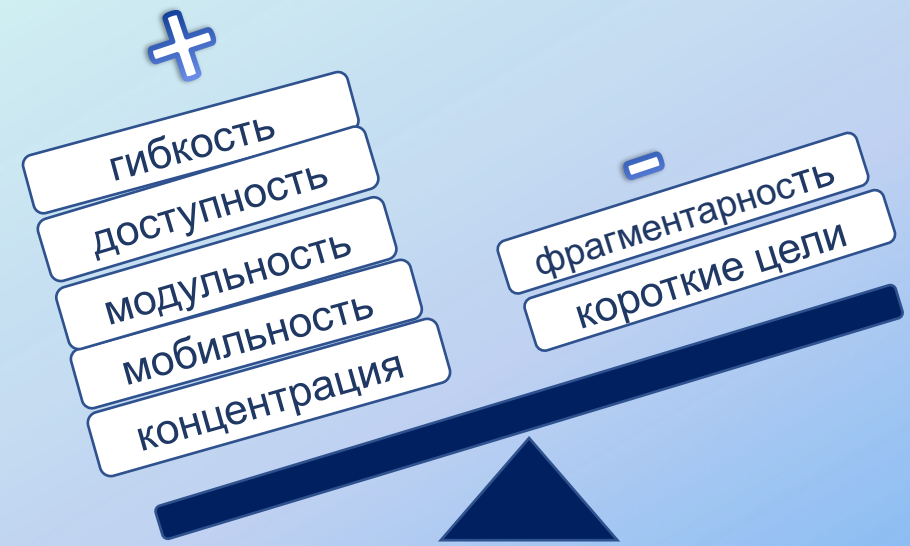 +
гибкость
доступность
модульность
мобильность
концентрация
-
фрагментарность
короткие цели